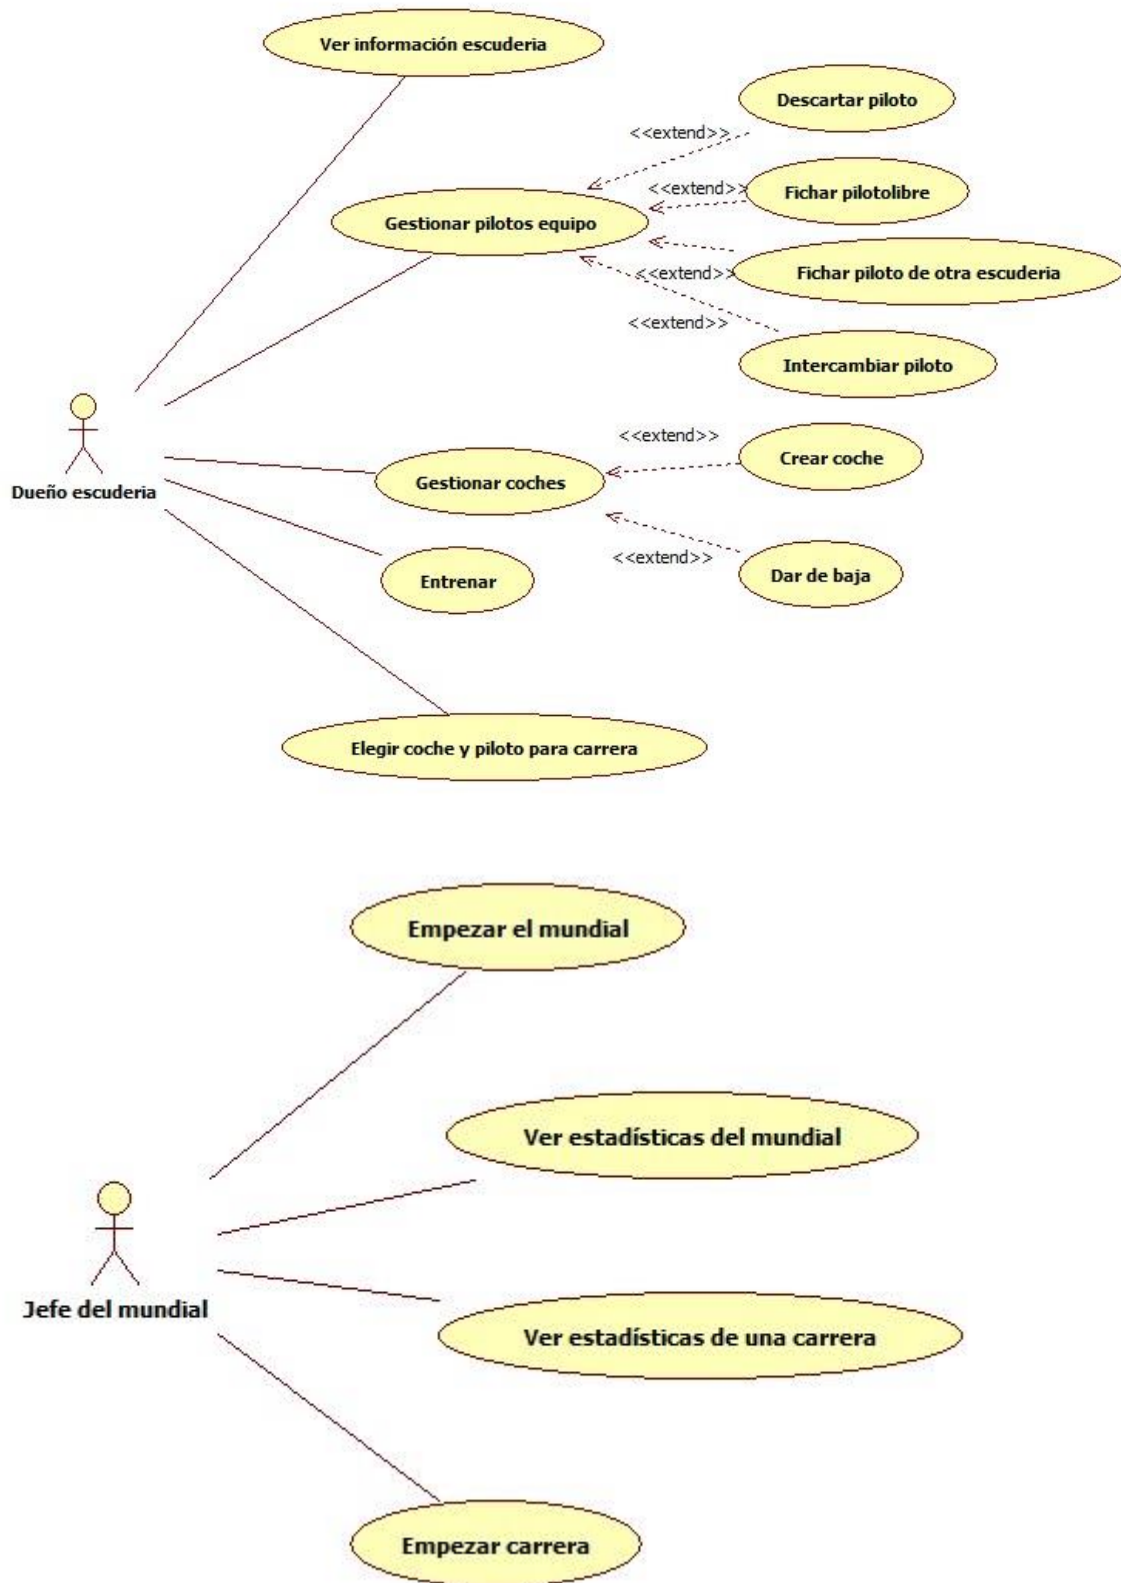 Ver información escuderia
Descartar piloto
<<extend>>
<<extend>>
Fichar pilotolibre
Gestionar pilotos equipo
<<extend>>
Fichar piloto de otra escuderia
<<extend>>
Intercambiar piloto
<<extend>>
Crear coche
Gestionar coches
Dueño escuderia
<<extend>>
Dar de baja
Entrenar
Elegir coche y piloto para carrera
Empezar el mundial
Ver estadísticas del mundial
Jefe del mundial
Ver estadísticas de una carrera
Empezar carrera